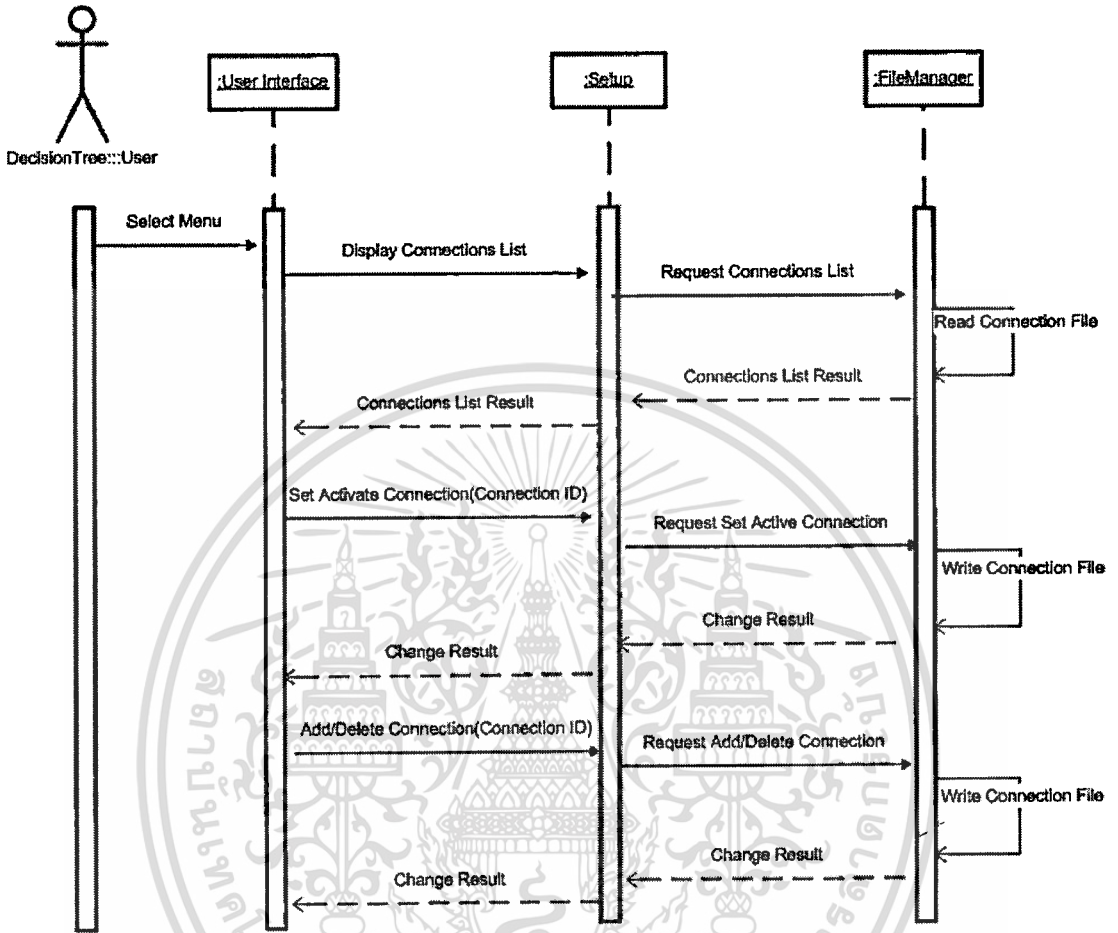 :User Interface
:Setup
:FileManager
DecisionTree:::User
Select Menu
Display Connections List
Request Connections List
Read Connection File
Connections List Result
Connections List Result
Set Activate Connection(Connection ID)
Request Set Active Connection
Write Connection File
Change Result
Change Result
Add/Delete Connection(Connection ID)
Request Add/Delete Connection
Write Connection File
Change Result
Change Result